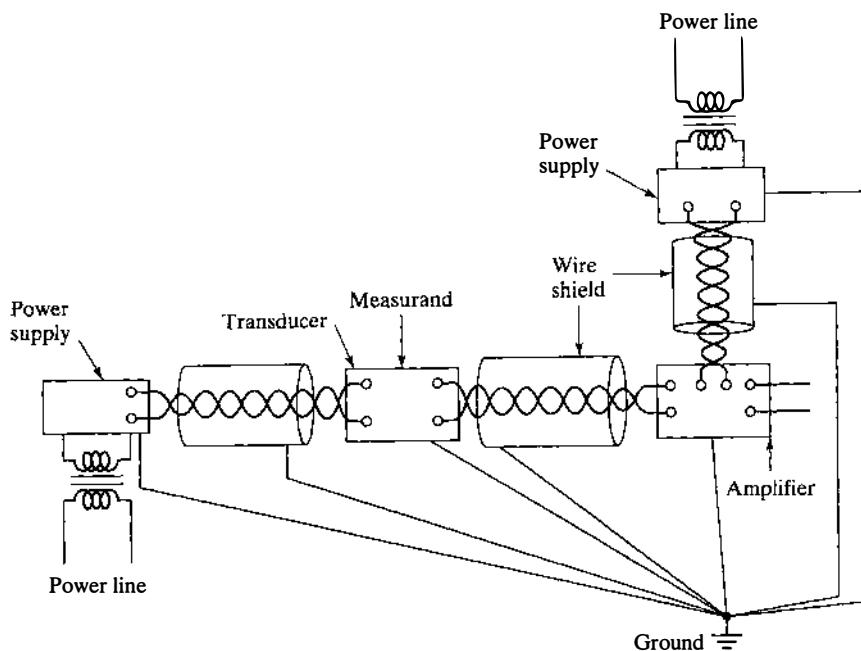 Power line
Power
supply
Wire
shield
Measurand
Transducer
Power
supply
Amplifier
Power line
Ground